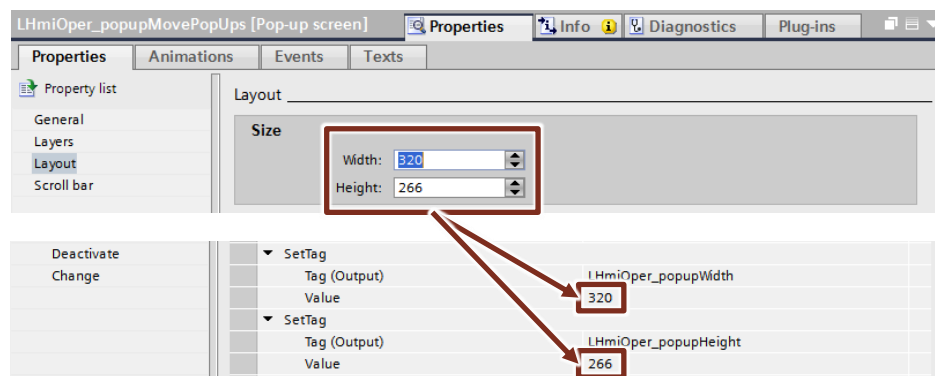 LHmiOper_popupMovePopUps [Pop-up screen] Properties Info Diagnostics Plug-ins
Properties Animations Events Texts
Property list
Layout
General
Layers
Layout
Scroll bar
Size
Width: 320
Height: 266
Deactivate
Change
SetTag
Tag (Output) LHmiOper_popupWidth
Value 320
SetTag
Tag (Output) LHmiOper_popupHeight
Value 266